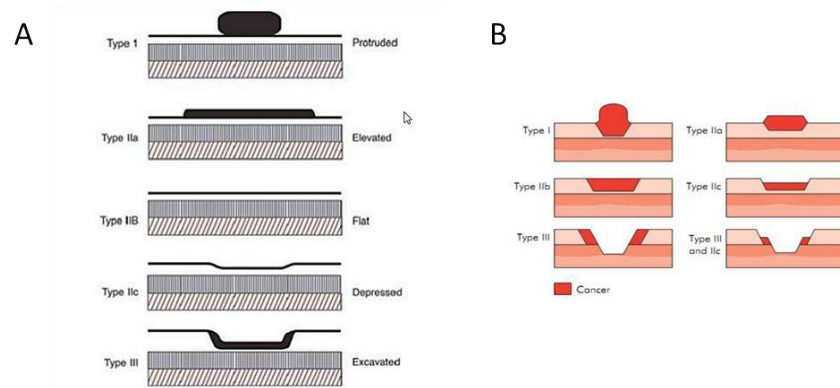 A
Type 1 Protruded
Type IIa Elevated
Type IIB Flat
Type IIc Depressed
Type III Excavated
B
Type I
Type IIa
Type IIb
Type IIc
Type III
Type III
and IIc
Cancer